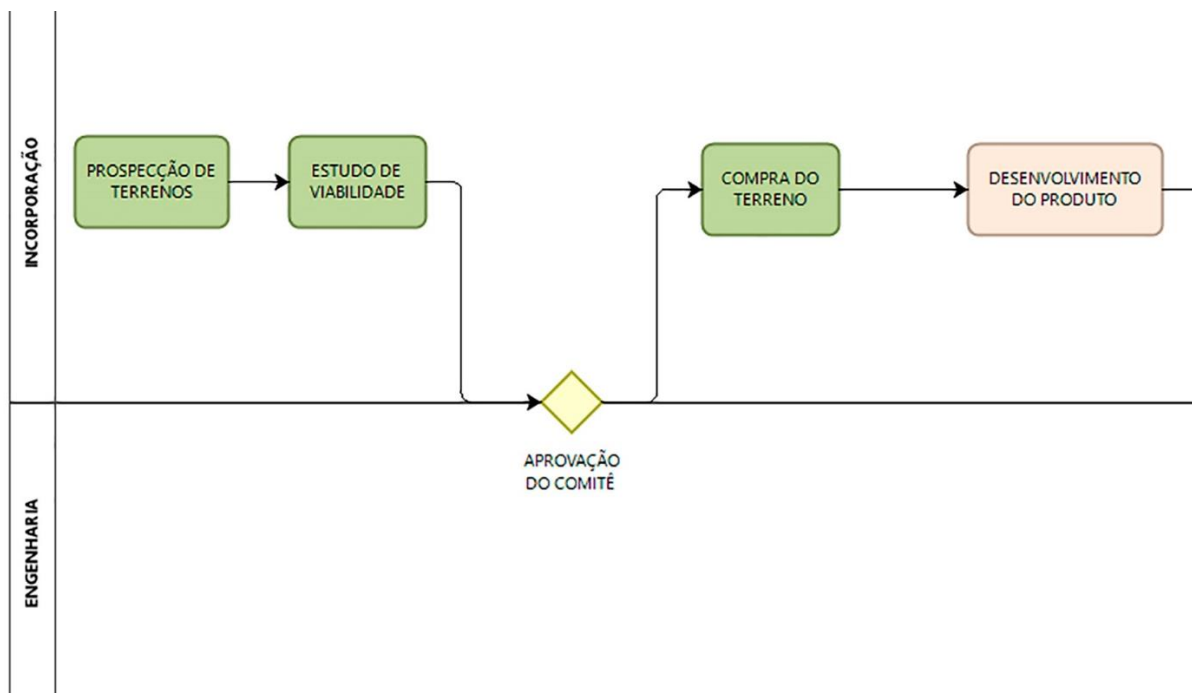 INCORPORAÇÃO
PROSPECÇÃO DE
TERRENOS
ESTUDO DE
VIABILIDADE
COMPRA DO
TERRENO
DESENVOLVIMENTO
DO PRODUTO
APROVAÇÃO
DO COMITÊ
ENGENHARIA